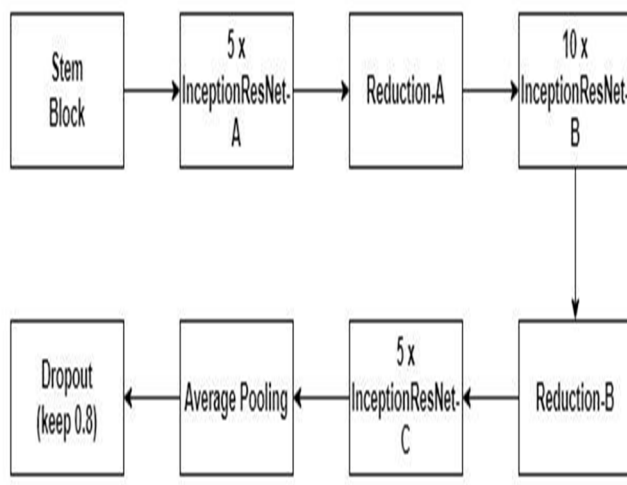 Stem
Block
5 x
InceptionResNet-
A
Reduction-A
10 x
InceptionResNet-
B
Reduction-B
5 x
InceptionResNet-
C
Average Pooling
Dropout
(keep 0.8)